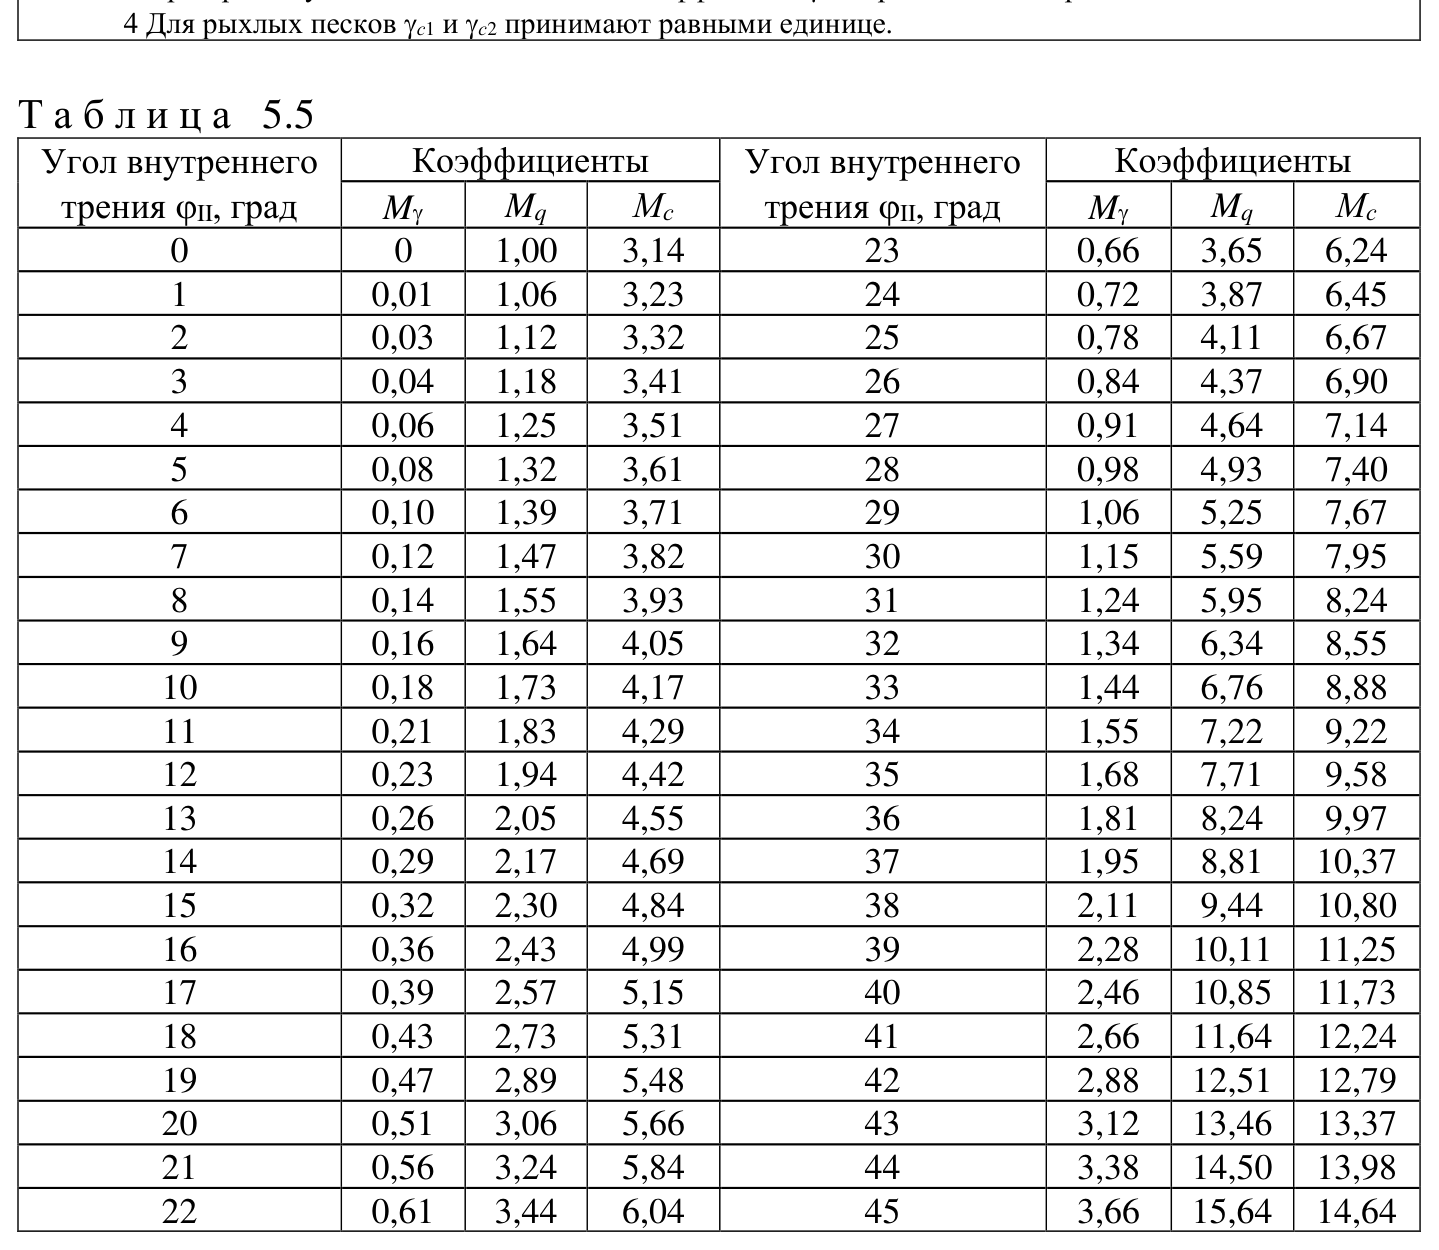 4 Для рыхлых песков γc1 и γc2 принимают равными единице.
Таблица 5.5
Угол внутреннего трения φII, град | Коэффициенты | Угол внутреннего трения φII, град | Коэффициенты
Mγ | Mq | Mc | Mγ | Mq | Mc
0 | 0 | 1,00 | 3,14 | 23 | 0,66 | 3,65 | 6,24
1 | 0,01 | 1,06 | 3,23 | 24 | 0,72 | 3,87 | 6,45
2 | 0,03 | 1,12 | 3,32 | 25 | 0,78 | 4,11 | 6,67
3 | 0,04 | 1,18 | 3,41 | 26 | 0,84 | 4,37 | 6,90
4 | 0,06 | 1,25 | 3,51 | 27 | 0,91 | 4,64 | 7,14
5 | 0,08 | 1,32 | 3,61 | 28 | 0,98 | 4,93 | 7,40
6 | 0,10 | 1,39 | 3,71 | 29 | 1,06 | 5,25 | 7,67
7 | 0,12 | 1,47 | 3,82 | 30 | 1,15 | 5,59 | 7,95
8 | 0,14 | 1,55 | 3,93 | 31 | 1,24 | 5,95 | 8,24
9 | 0,16 | 1,64 | 4,05 | 32 | 1,34 | 6,34 | 8,55
10 | 0,18 | 1,73 | 4,17 | 33 | 1,44 | 6,76 | 8,88
11 | 0,21 | 1,83 | 4,29 | 34 | 1,55 | 7,22 | 9,22
12 | 0,23 | 1,94 | 4,42 | 35 | 1,68 | 7,71 | 9,58
13 | 0,26 | 2,05 | 4,55 | 36 | 1,81 | 8,24 | 9,97
14 | 0,29 | 2,17 | 4,69 | 37 | 1,95 | 8,81 | 10,37
15 | 0,32 | 2,30 | 4,84 | 38 | 2,11 | 9,44 | 10,80
16 | 0,36 | 2,43 | 4,99 | 39 | 2,28 | 10,11 | 11,25
17 | 0,39 | 2,57 | 5,15 | 40 | 2,46 | 10,85 | 11,73
18 | 0,43 | 2,73 | 5,31 | 41 | 2,66 | 11,64 | 12,24
19 | 0,47 | 2,89 | 5,48 | 42 | 2,88 | 12,51 | 12,79
20 | 0,51 | 3,06 | 5,66 | 43 | 3,12 | 13,46 | 13,37
21 | 0,56 | 3,24 | 5,84 | 44 | 3,38 | 14,50 | 13,98
22 | 0,61 | 3,44 | 6,04 | 45 | 3,66 | 15,64 | 14,64